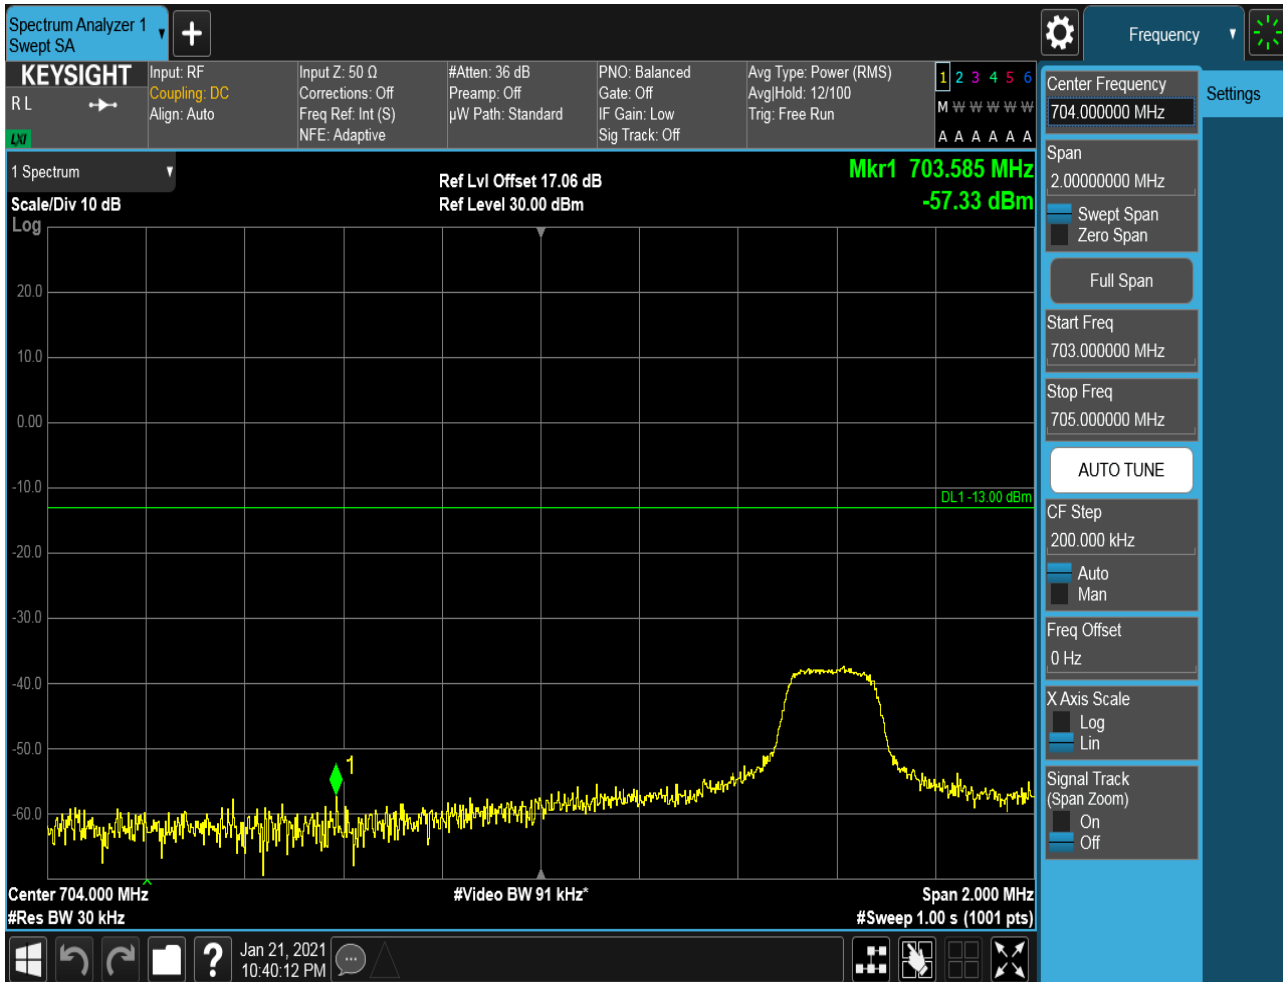 Spectrum Analyzer 1
Swept SA
+
Frequency
KEYSIGHT
R L
LXI
Input: RF
Coupling: DC
Align: Auto
Input Z: 50 Ω
Corrections: Off
Freq Ref: Int (S)
NFE: Adaptive
#Atten: 36 dB
Preamp: Off
µW Path: Standard
PNO: Balanced
Gate: Off
IF Gain: Low
Sig Track: Off
Avg Type: Power (RMS)
Avg|Hold: 12/100
Trig: Free Run
1 2 3 4 5 6
M W W W W W
A A A A A A
1 Spectrum
Scale/Div 10 dB
Log
Ref Lvl Offset 17.06 dB
Ref Level 30.00 dBm
Mkr1 703.585 MHz
-57.33 dBm
20.0
10.0
0.00
-10.0
DL1 -13.00 dBm
-20.0
-30.0
-40.0
-50.0
1
-60.0
Center 704.000 MHz
#Video BW 91 kHz*
Span 2.000 MHz
#Res BW 30 kHz
#Sweep 1.00 s (1001 pts)
?
Jan 21, 2021
10:40:12 PM
Center Frequency
704.000000 MHz
Settings
Span
2.00000000 MHz
Swept Span
Zero Span
Full Span
Start Freq
703.000000 MHz
Stop Freq
705.000000 MHz
AUTO TUNE
CF Step
200.000 kHz
Auto
Man
Freq Offset
0 Hz
X Axis Scale
Log
Lin
Signal Track
(Span Zoom)
On
Off